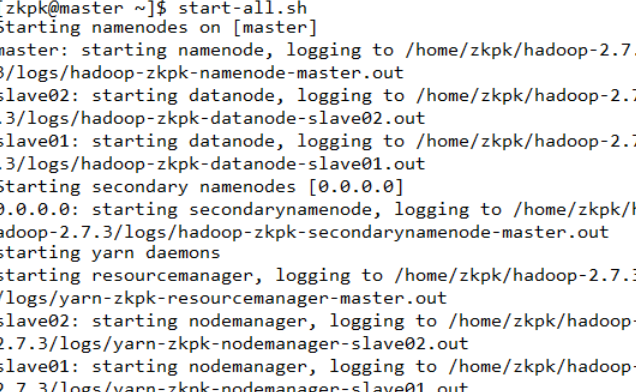 [zkpk@master ~]$ start-all.sh
Starting namenodes on [master]
master: starting namenode, logging to /home/zkpk/hadoop-2.7.
3/logs/hadoop-zkpk-namenode-master.out
slave02: starting datanode, logging to /home/zkpk/hadoop-2.7
.3/logs/hadoop-zkpk-datanode-slave02.out
slave01: starting datanode, logging to /home/zkpk/hadoop-2.7
.3/logs/hadoop-zkpk-datanode-slave01.out
Starting secondary namenodes [0.0.0.0]
0.0.0.0: starting secondarynamenode, logging to /home/zkpk/h
adoop-2.7.3/logs/hadoop-zkpk-secondarynamenode-master.out
starting yarn daemons
starting resourcemanager, logging to /home/zkpk/hadoop-2.7.3
/logs/yarn-zkpk-resourcemanager-master.out
slave02: starting nodemanager, logging to /home/zkpk/hadoop-
2.7.3/logs/yarn-zkpk-nodemanager-slave02.out
slave01: starting nodemanager, logging to /home/zkpk/hadoop-
2.7.3/logs/yarn-zkpk-nodemanager-slave01.out